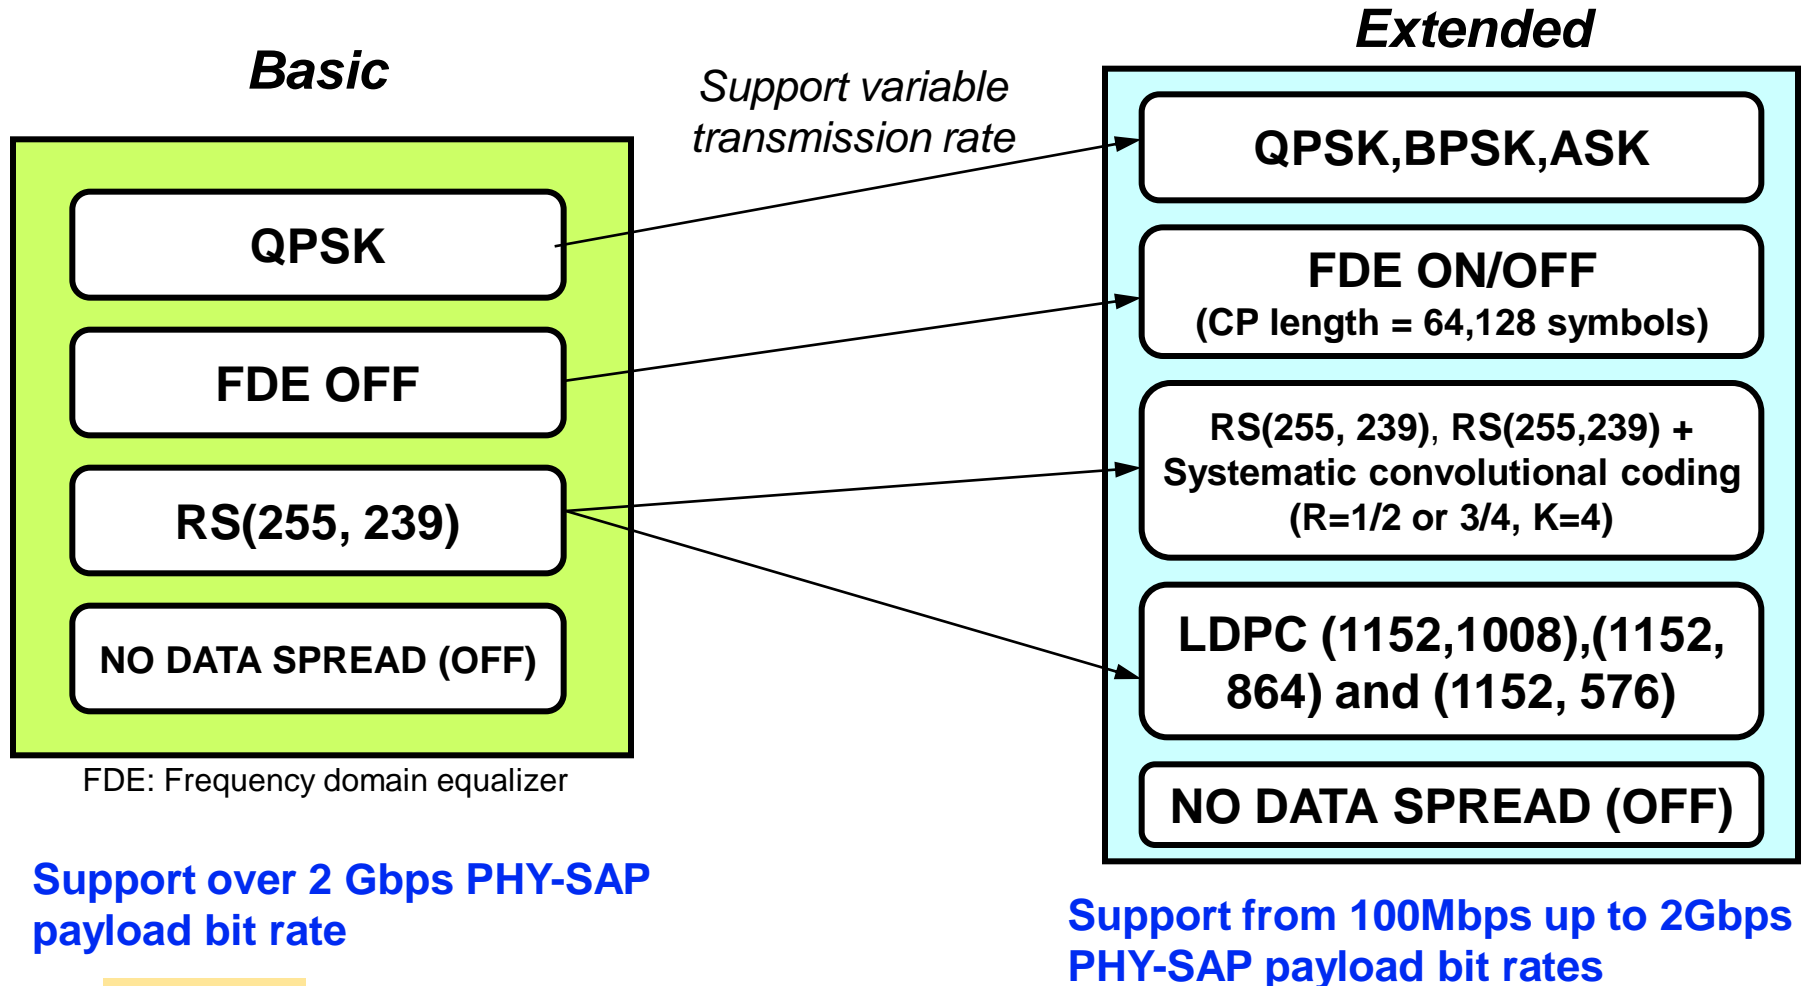 Basic
QPSK
FDE OFF
RS(255, 239)
NO DATA SPREAD (OFF)
FDE: Frequency domain equalizer
Support over 2 Gbps PHY-SAP
payload bit rate
Support variable
transmission rate
Extended
QPSK,BPSK,ASK
FDE ON/OFF
(CP length = 64,128 symbols)
RS(255, 239), RS(255,239) +
Systematic convolutional coding
(R=1/2 or 3/4, K=4)
LDPC (1152,1008),(1152,
864) and (1152, 576)
NO DATA SPREAD (OFF)
Support from 100Mbps up to 2Gbps
PHY-SAP payload bit rates